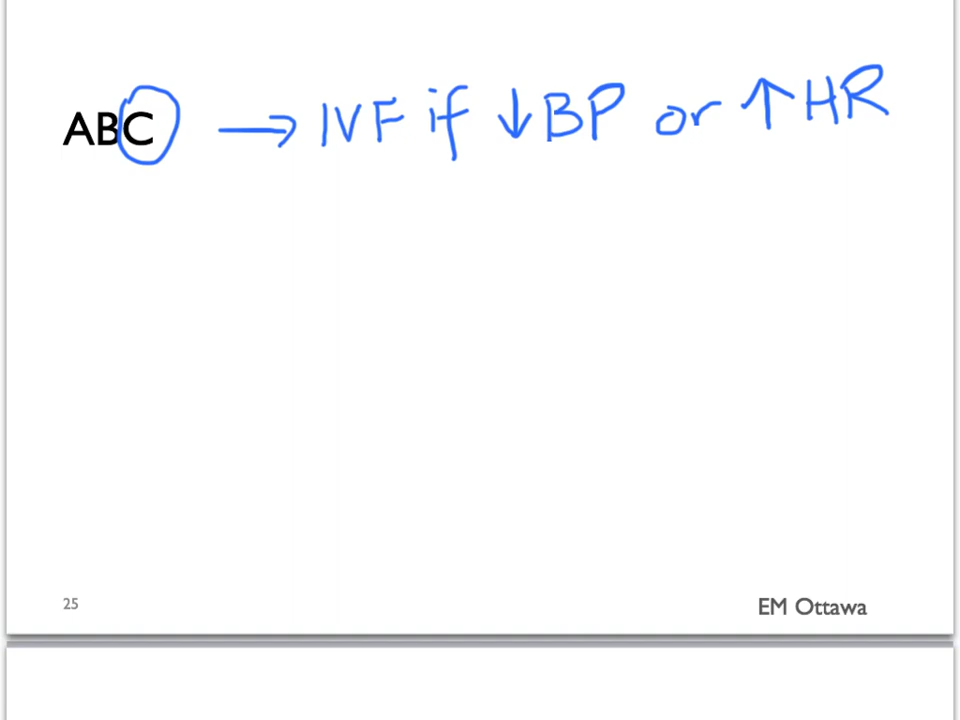 ABC → IVF if ↓ BP or ↑ HR
25
EM Ottawa